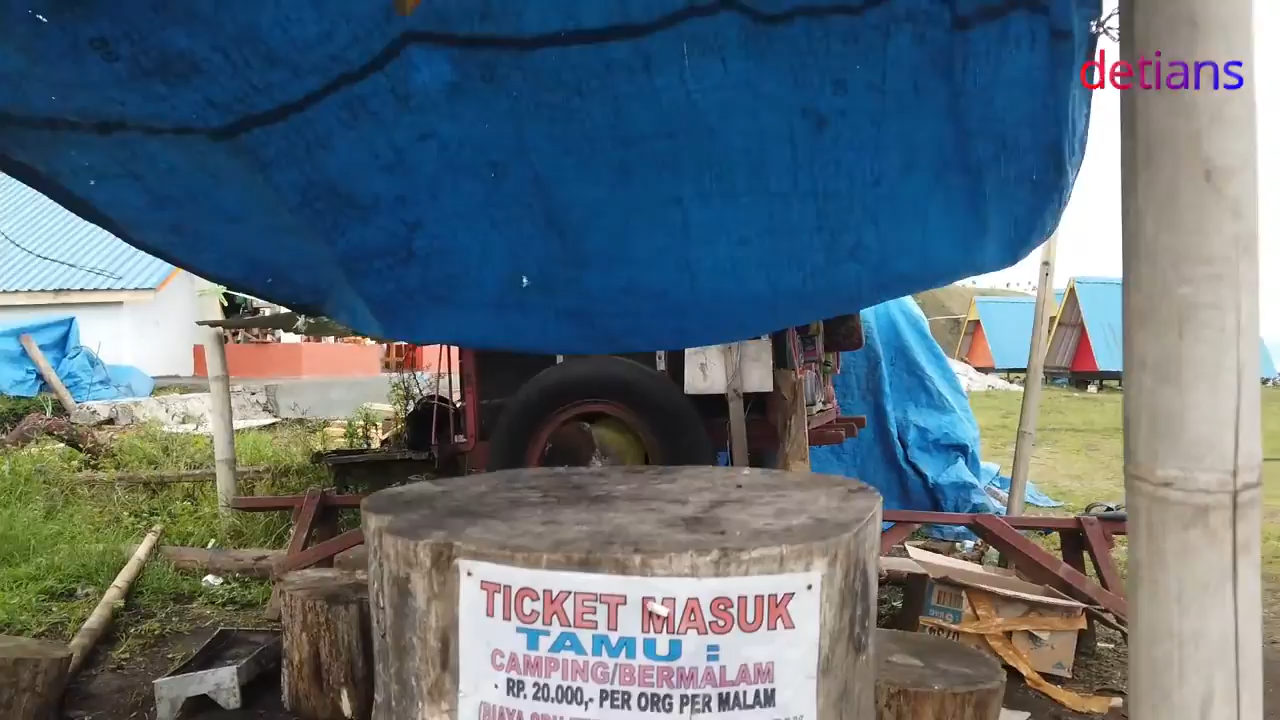 detians
TICKET MASUK
TAMU :
CAMPING/BERMALAM
· RP. 20.000,- PER ORG PER MALAM